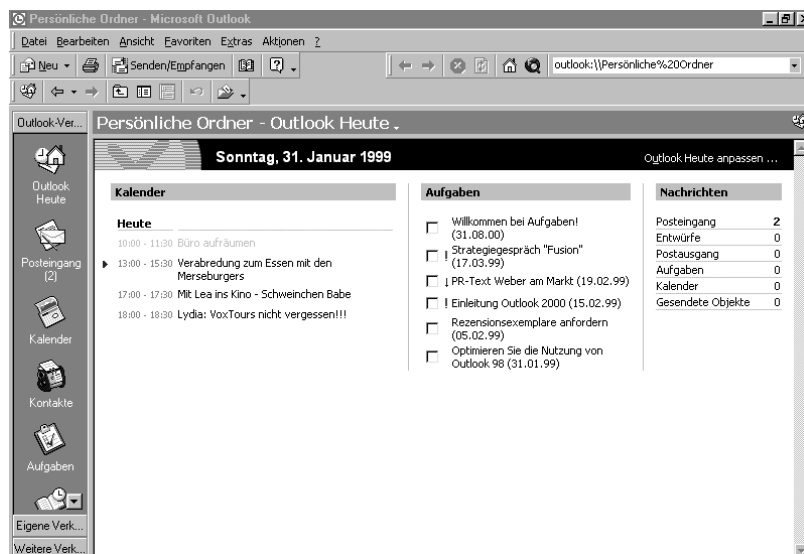 Persönliche Ordner - Microsoft Outlook
Datei Bearbeiten Ansicht Favoriten Extras Aktionen ?
Neu Senden/Empfangen outlook:\\Persönliche%20Ordner
Outlook-Ver... Persönliche Ordner - Outlook Heute
Sonntag, 31. Januar 1999 Outlook Heute anpassen ...
Outlook
Heute
Posteingang
(2)
Kalender
Kontakte
Aufgaben
Eigene Verk...
Weitere Verk...
Kalender
Heute
10:00 - 11:30 Büro aufräumen
13:00 - 15:30 Verabredung zum Essen mit den
Merseburgers
17:00 - 17:30 Mit Lea ins Kino - Schweinchen Babe
18:00 - 18:30 Lydia: VoxTours nicht vergessen!!!
Aufgaben
Willkommen bei Aufgaben!
(31.08.00)
! Strategiegespräch "Fusion"
(17.03.99)
↓ PR-Text Weber am Markt (19.02.99)
! Einleitung Outlook 2000 (15.02.99)
Rezensionsexemplare anfordern
(05.02.99)
Optimieren Sie die Nutzung von
Outlook 98 (31.01.99)
Nachrichten
Posteingang 2
Entwürfe 0
Postausgang 0
Aufgaben 0
Kalender 0
Gesendete Objekte 0